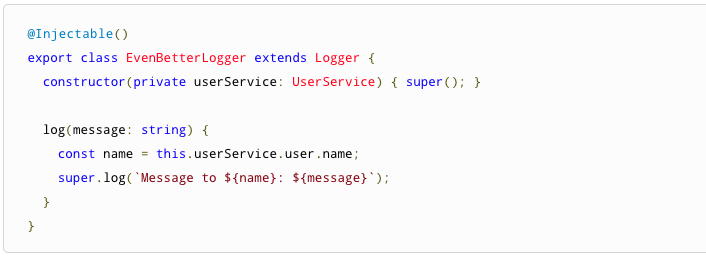 @Injectable()
export class EvenBetterLogger extends Logger {
  constructor(private userService: UserService) { super(); }

  log(message: string) {
    const name = this.userService.user.name;
    super.log(`Message to ${name}: ${message}`);
  }
}